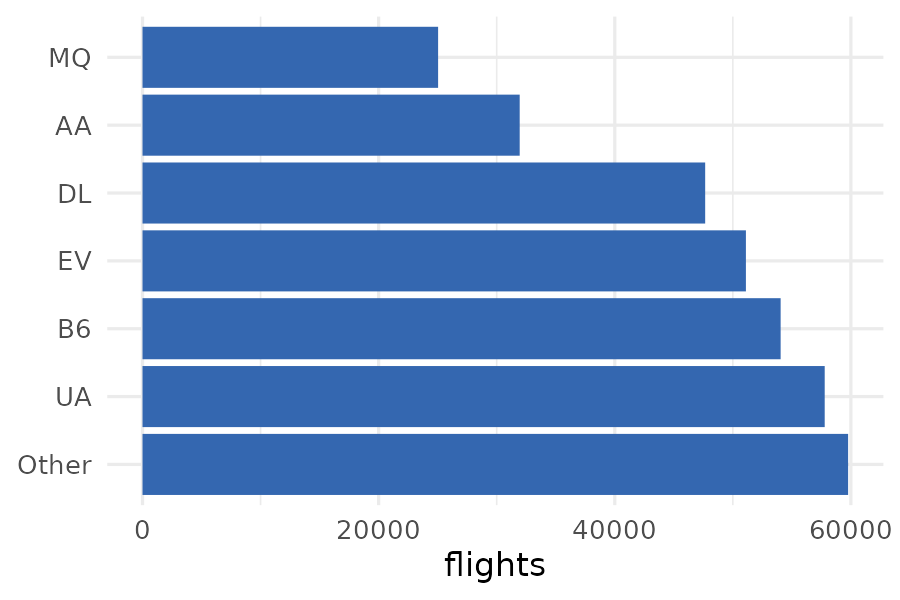 MQ
AA
DL
EV
B6
UA
Other
0 20000 40000 60000
flights